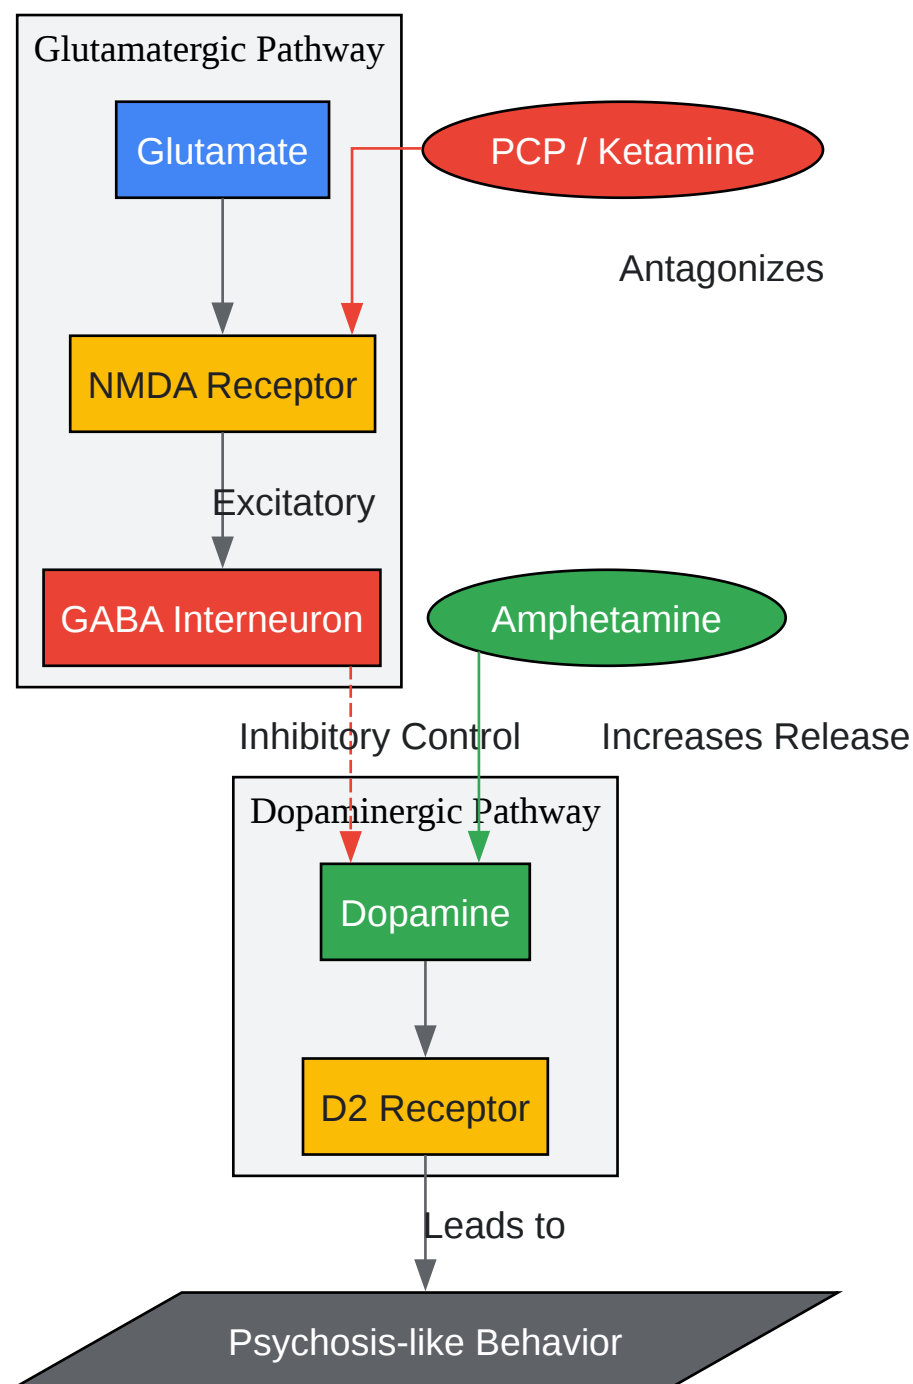 Glutamatergic Pathway
Glutamate
PCP / Ketamine
Antagonizes
NMDA Receptor
Excitatory
GABA Interneuron
Amphetamine
Inhibitory Control
Increases Release
Dopaminergic Pathway
Dopamine
D2 Receptor
Leads to
Psychosis-like Behavior